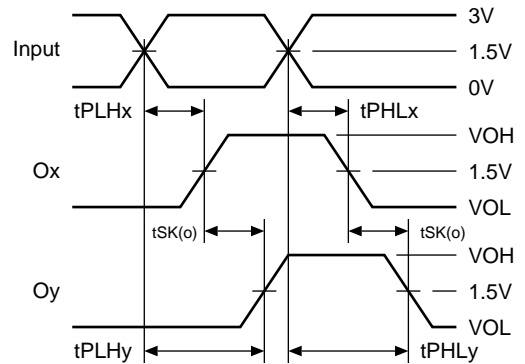 3V
Input
1.5V
0V
tPLHx
tPHLx
VOH
Ox
1.5V
VOL
tSK(o)
tSK(o)
VOH
Oy
1.5V
VOL
tPLHy
tPHLy